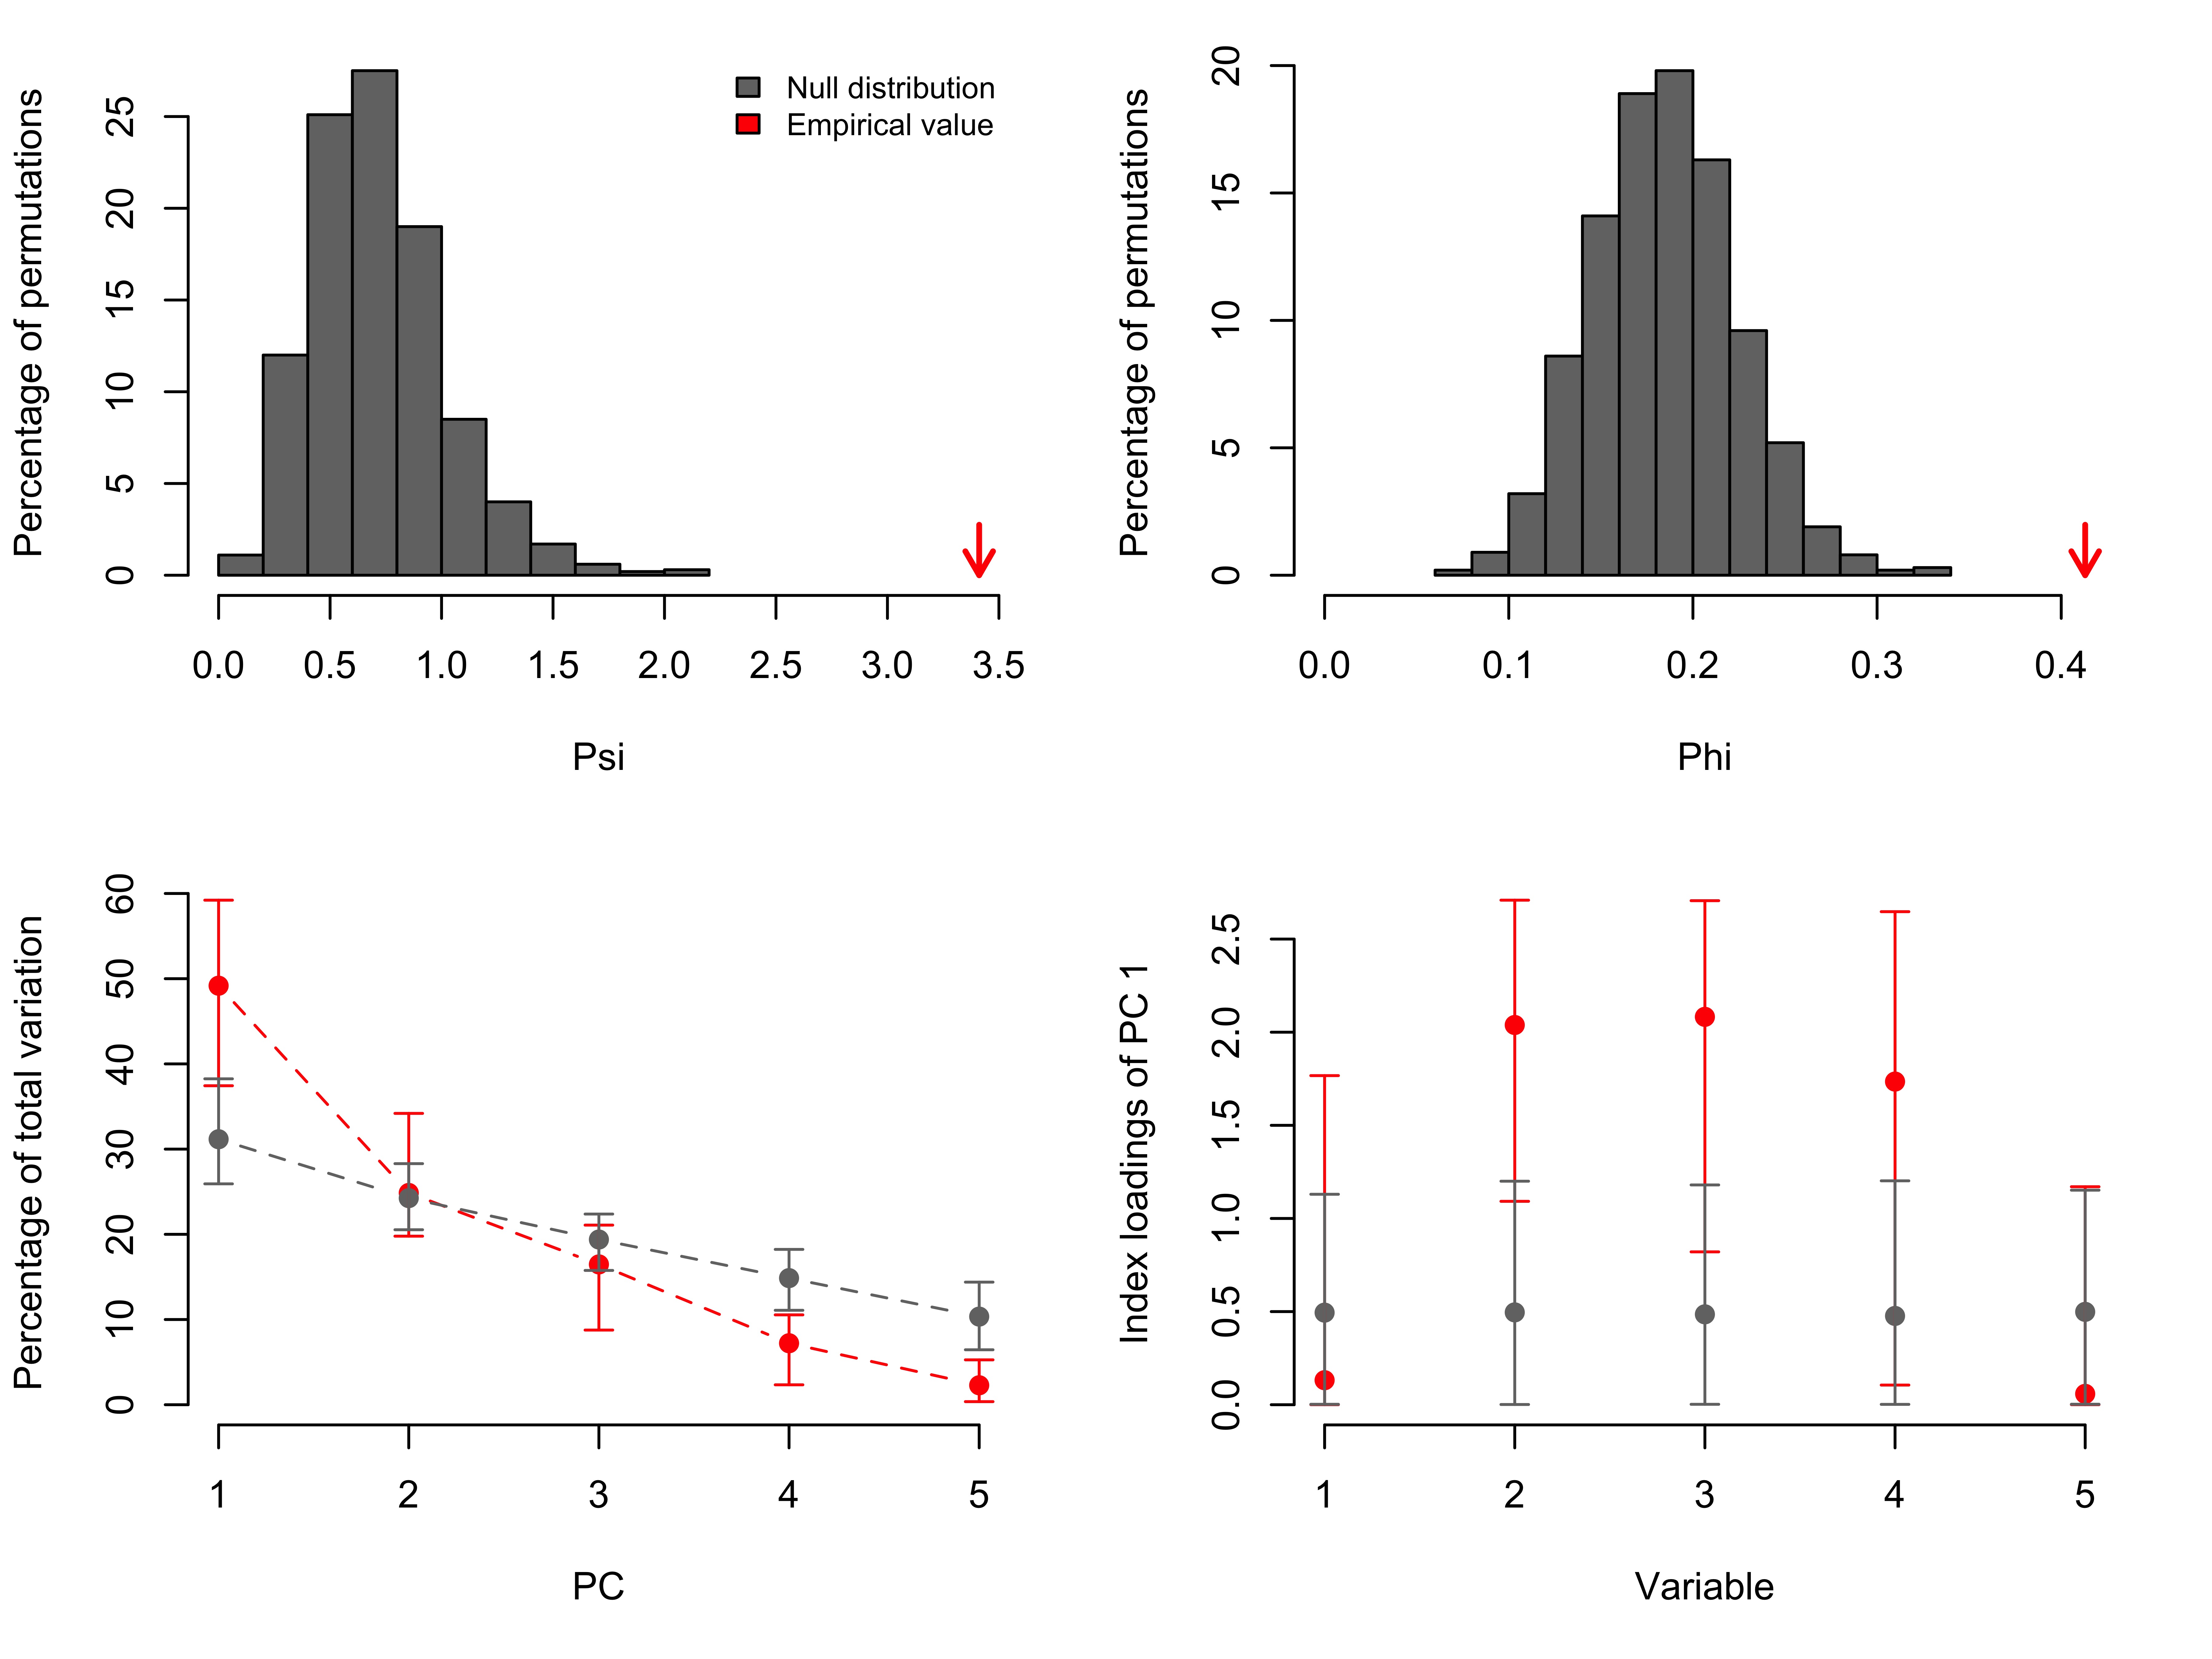 Percentage of permutations
0 5 10 15 20 25
Null distribution
Empirical value
0.0 0.5 1.0 1.5 2.0 2.5 3.0 3.5
Psi
Percentage of permutations
0 5 10 15 20
0.0 0.1 0.2 0.3 0.4
Phi
Percentage of total variation
0 10 20 30 40 50 60
1 2 3 4 5
PC
Index loadings of PC 1
0.0 0.5 1.0 1.5 2.0 2.5
1 2 3 4 5
Variable